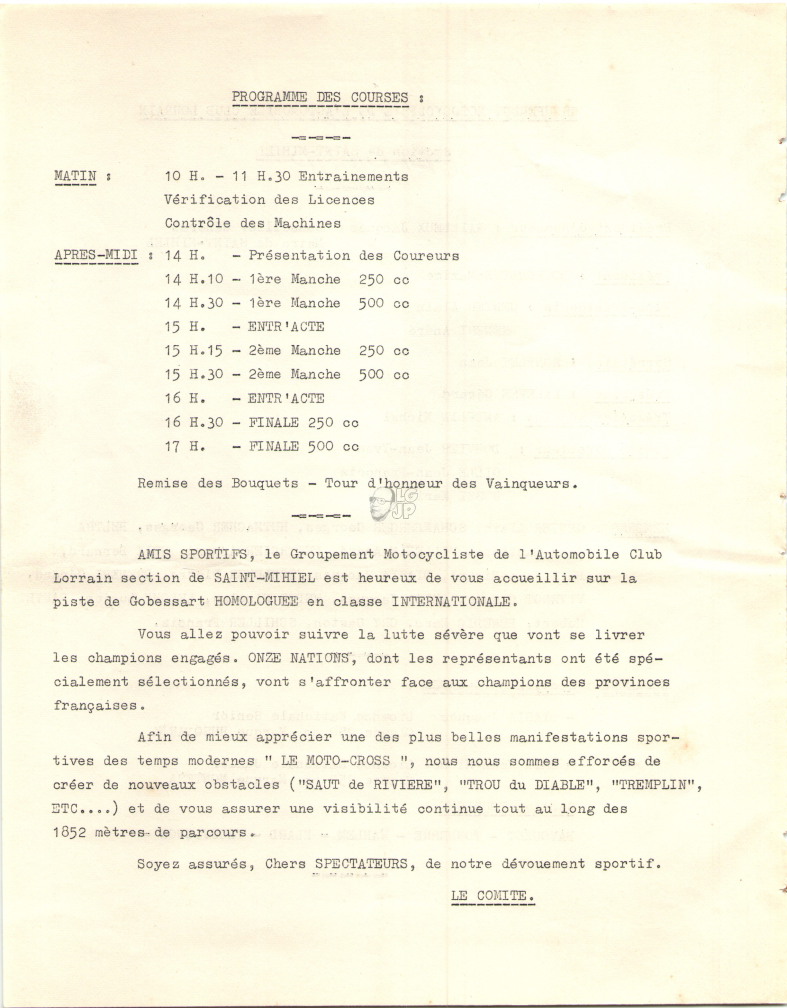 PROGRAMME DES COURSES :
-=-=-=-
MATIN : 10 H. - 11 H.30 Entrainements
Vérification des Licences
Contrôle des Machines
APRES-MIDI : 14 H. - Présentation des Coureurs
14 H.10 - 1ère Manche 250 cc
14 H.30 - 1ère Manche 500 cc
15 H. - ENTR'ACTE
15 H.15 - 2ème Manche 250 cc
15 H.30 - 2ème Manche 500 cc
16 H. - ENTR'ACTE
16 H.30 - FINALE 250 cc
17 H. - FINALE 500 cc
Remise des Bouquets - Tour d'honneur des Vainqueurs.
LG
JP
-=-=-=-
AMIS SPORTIFS, le Groupement Motocycliste de l'Automobile Club
Lorrain section de SAINT-MIHIEL est heureux de vous accueillir sur la
piste de Gobessart HOMOLOGUEE en classe INTERNATIONALE.
Vous allez pouvoir suivre la lutte sévère que vont se livrer
les champions engagés. ONZE NATIONS, dont les représentants ont été spé-
cialement sélectionnés, vont s'affronter face aux champions des provinces
françaises.
Afin de mieux apprécier une des plus belles manifestations spor-
tives des temps modernes " LE MOTO-CROSS ", nous nous sommes efforcés de
créer de nouveaux obstacles ("SAUT de RIVIERE", "TROU du DIABLE", "TREMPLIN",
ETC....) et de vous assurer une visibilité continue tout au long des
1852 mètres de parcours.
Soyez assurés, Chers SPECTATEURS, de notre dévouement sportif.
LE COMITE.